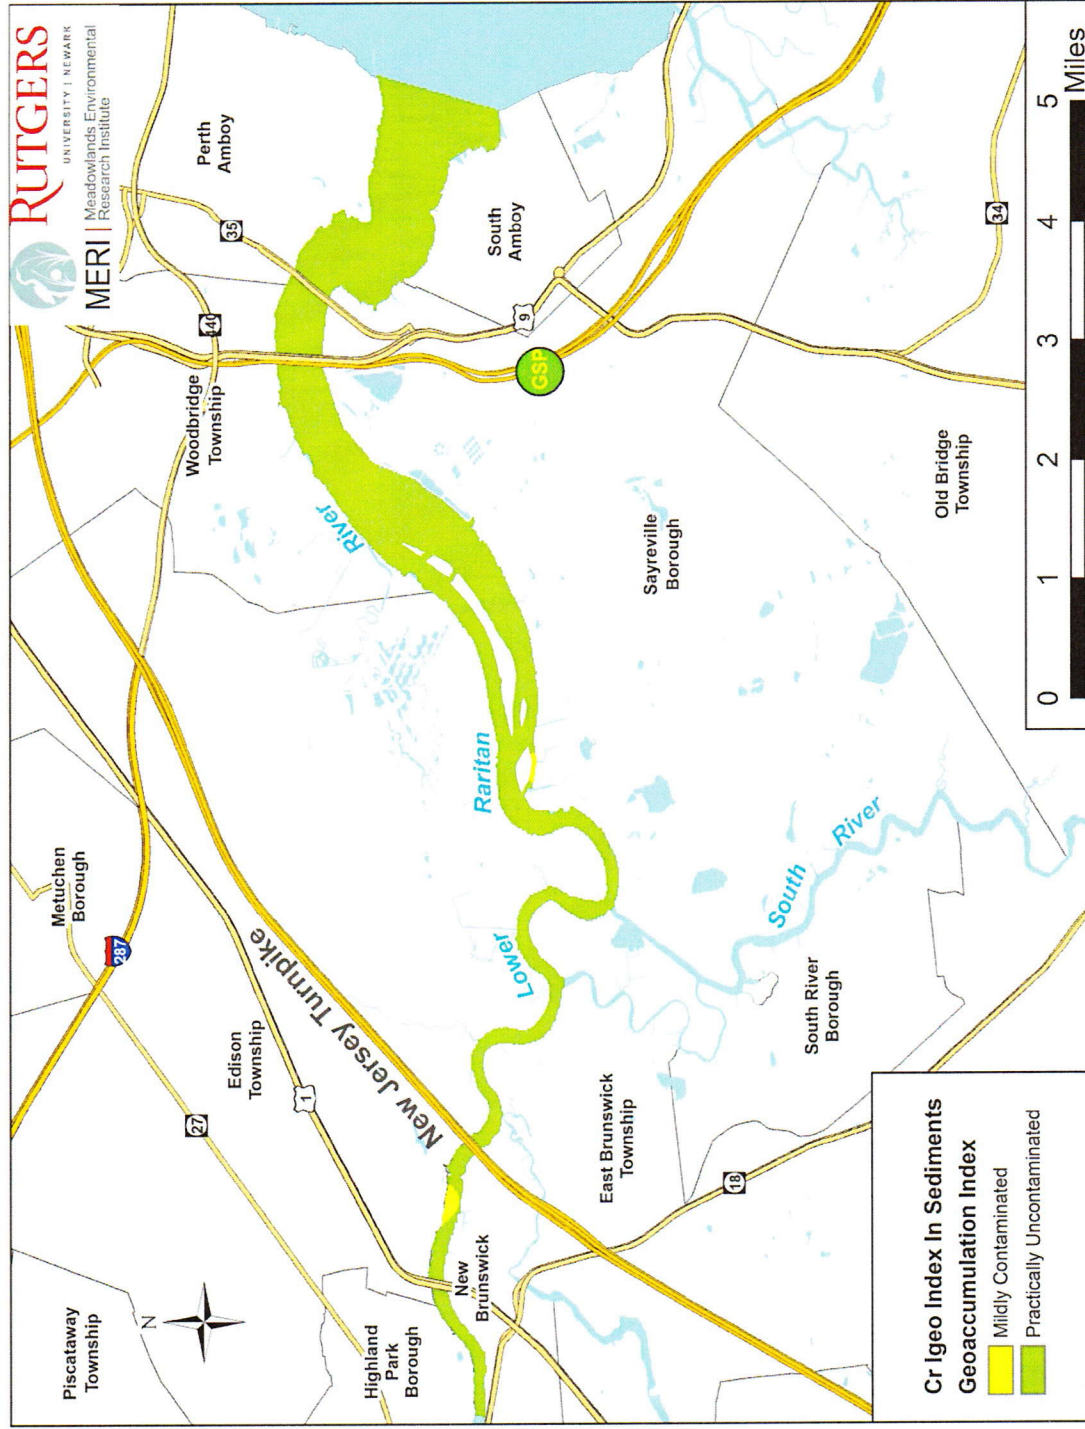 RUTGERS
UNIVERSITY | NEWARK
MERI | Meadowlands Environmental
Research Institute
Perth
Amboy
35
440
Woodbridge
Township
South
Amboy
9
GSP
34
River
Sayreville
Borough
Old Bridge
Township
Raritan
Lower
South
River
Metuchen
Borough
287
New Jersey Turnpike
Edison
Township
1
27
South River
Borough
East Brunswick
Township
18
New
Brunswick
Highland
Park
Borough
Piscataway
Township
N
Cr Igeo Index In Sediments
Geoaccumulation Index
Mildly Contaminated
Practically Uncontaminated
0 1 2 3 4 5
Miles